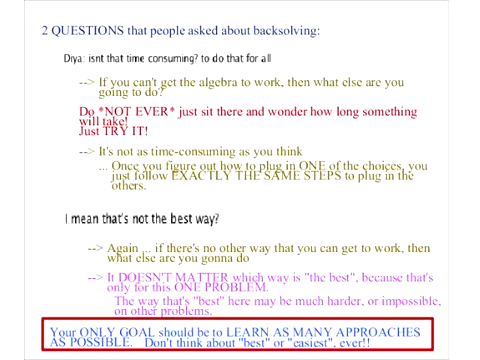 2 QUESTIONS that people asked about backsolving:
Diya: isnt that time consuming? to do that for all
--> If you can't get the algebra to work, then what else are you
going to do?
Do *NOT EVER* just sit there and wonder how long something
will take!
Just TRY IT!
--> It's not as time-consuming as you think
... Once you figure out how to plug in ONE of the choices, you
just follow EXACTLY THE SAME STEPS to plug in the
others.
I mean that's not the best way?
--> Again ... if there's no other way that you can get to work, then
what else are you gonna do
--> It DOESN'T MATTER which way is "the best", because that's
only for this ONE PROBLEM.
The way that's "best" here may be much harder, or impossible,
on other problems.
Your ONLY GOAL should be to LEARN AS MANY APPROACHES
AS POSSIBLE. Don't think about "best" or "easiest", ever!!